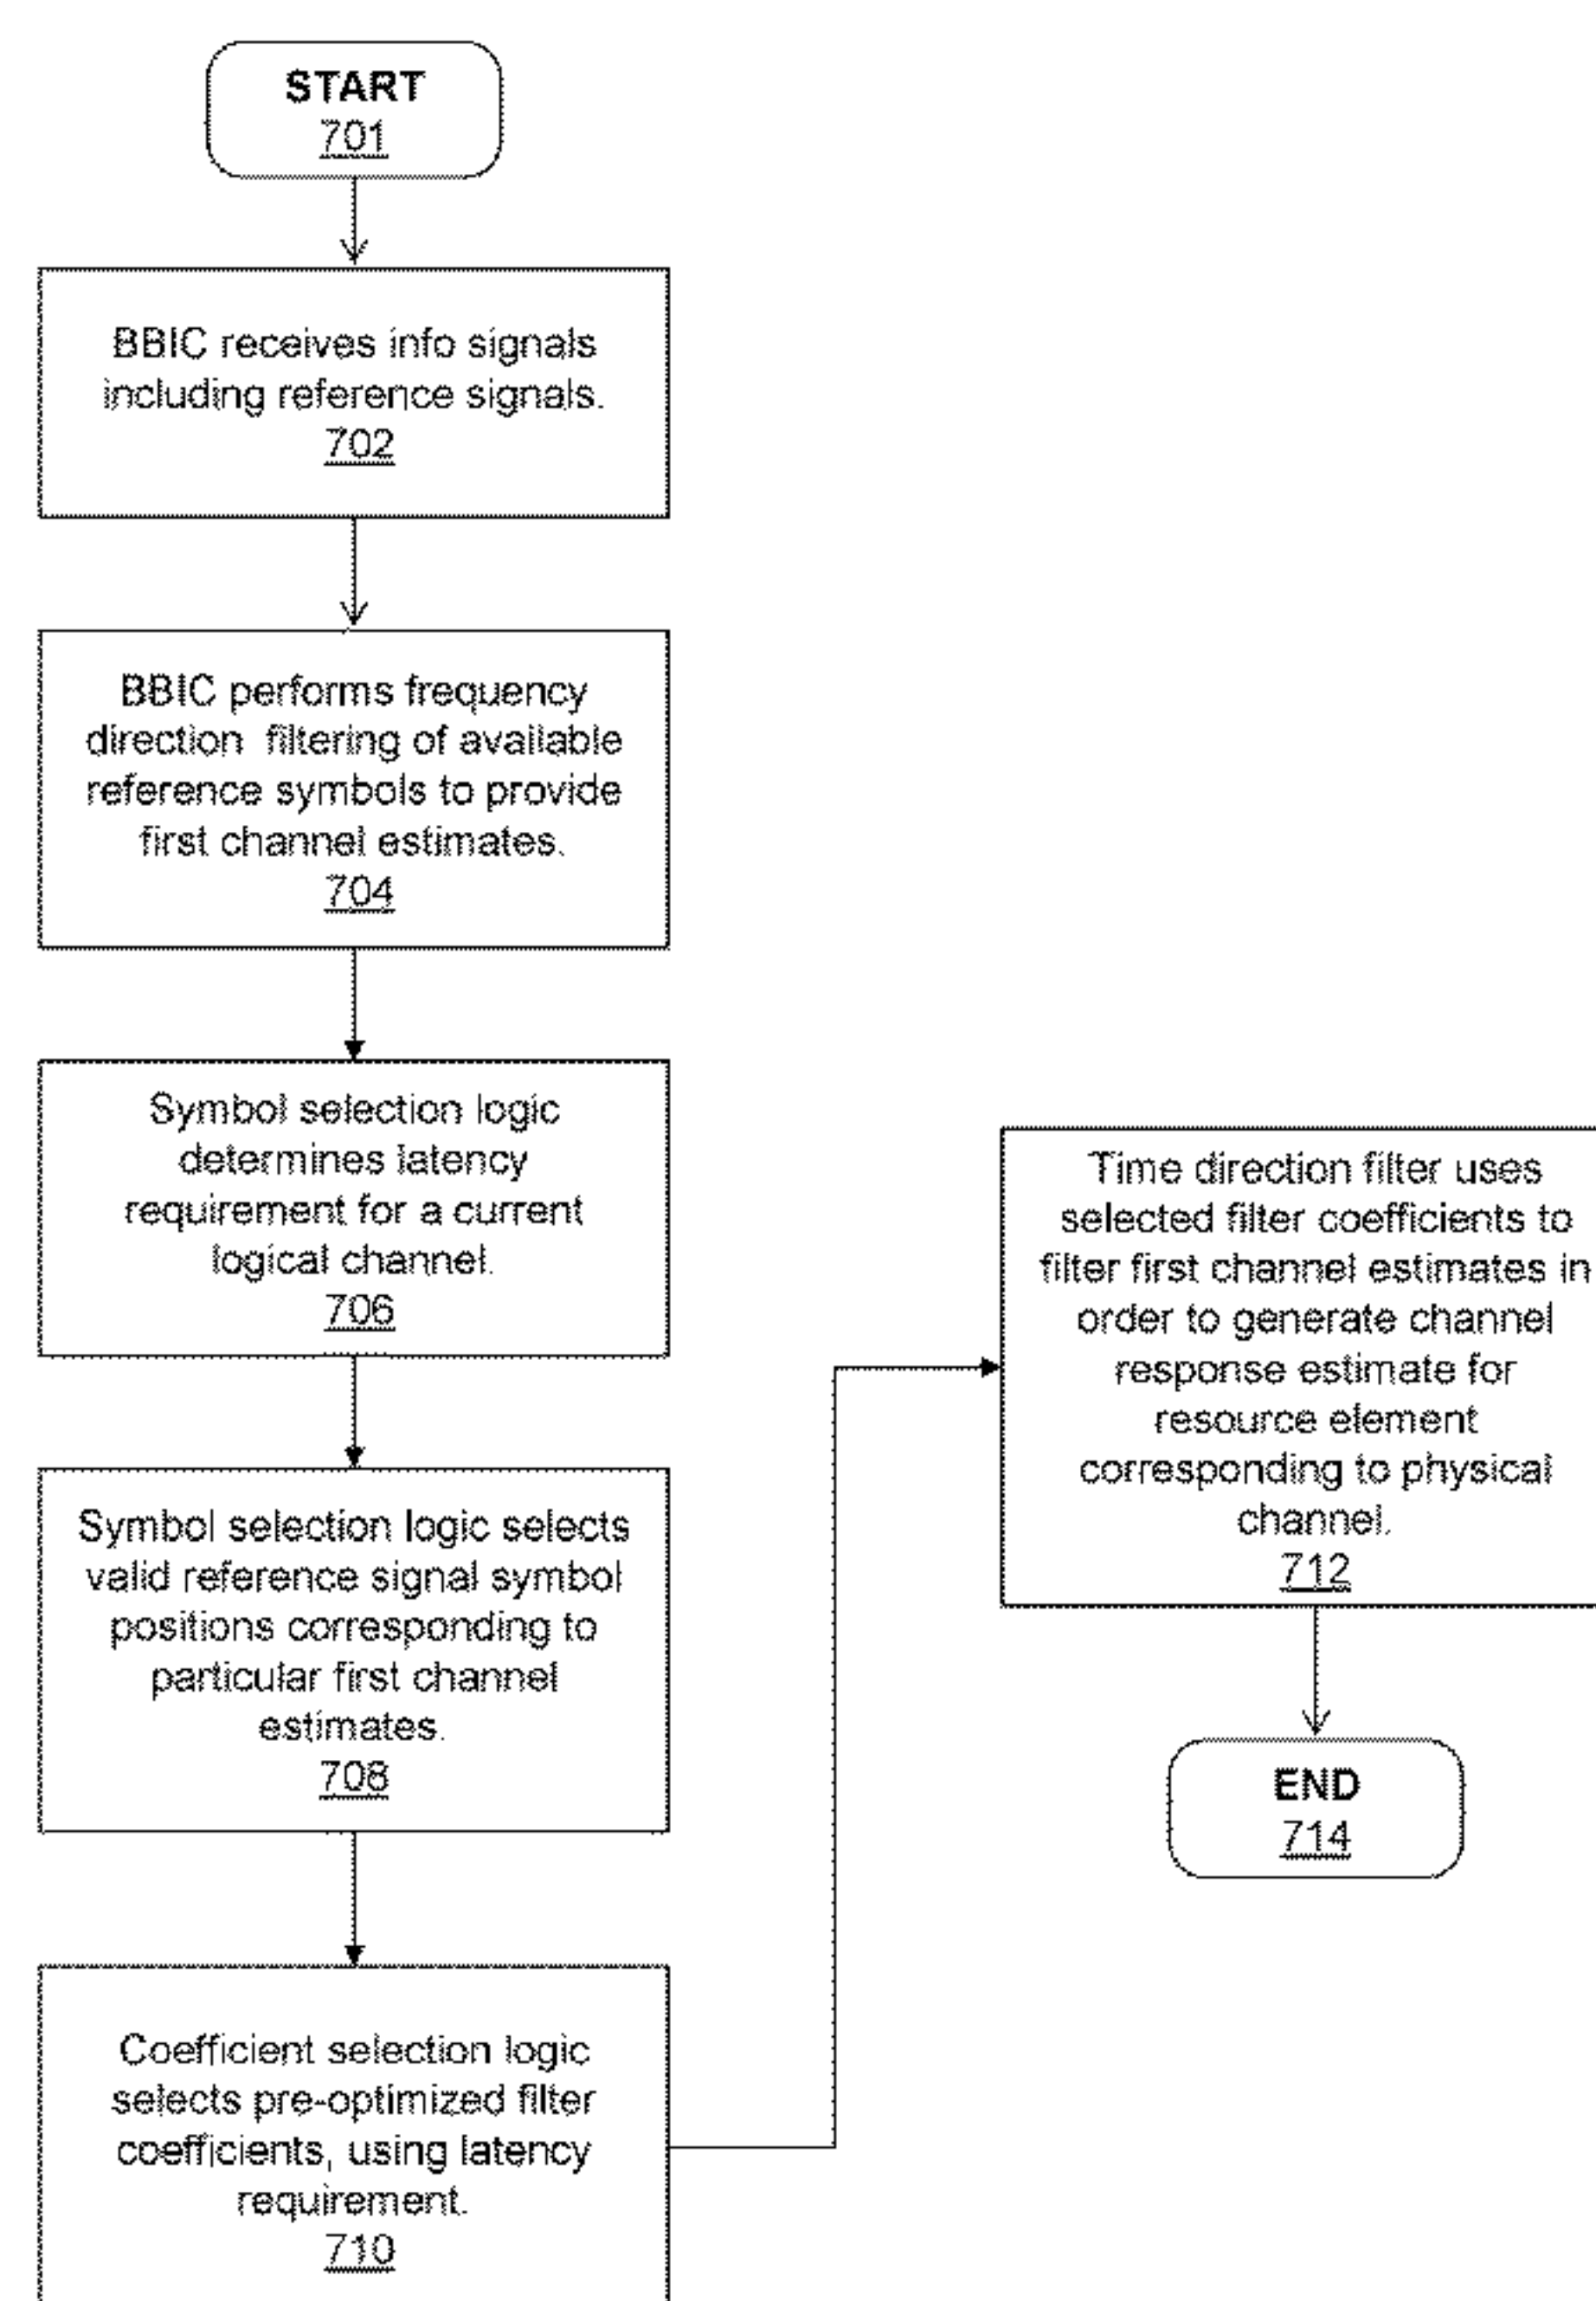 START
701
BBIC receives info signals
including reference signals.
702
BBIC performs frequency
direction filtering of available
reference symbols to provide
first channel estimates.
704
Symbol selection logic
determines latency
requirement for a current
logical channel.
706
Symbol selection logic selects
valid reference signal symbol
positions corresponding to
particular first channel
estimates.
708
Coefficient selection logic
selects pre-optimized filter
coefficients, using latency
requirement.
710
Time direction filter uses
selected filter coefficients to
filter first channel estimates in
order to generate channel
response estimate for
resource element
corresponding to physical
channel.
712
END
714